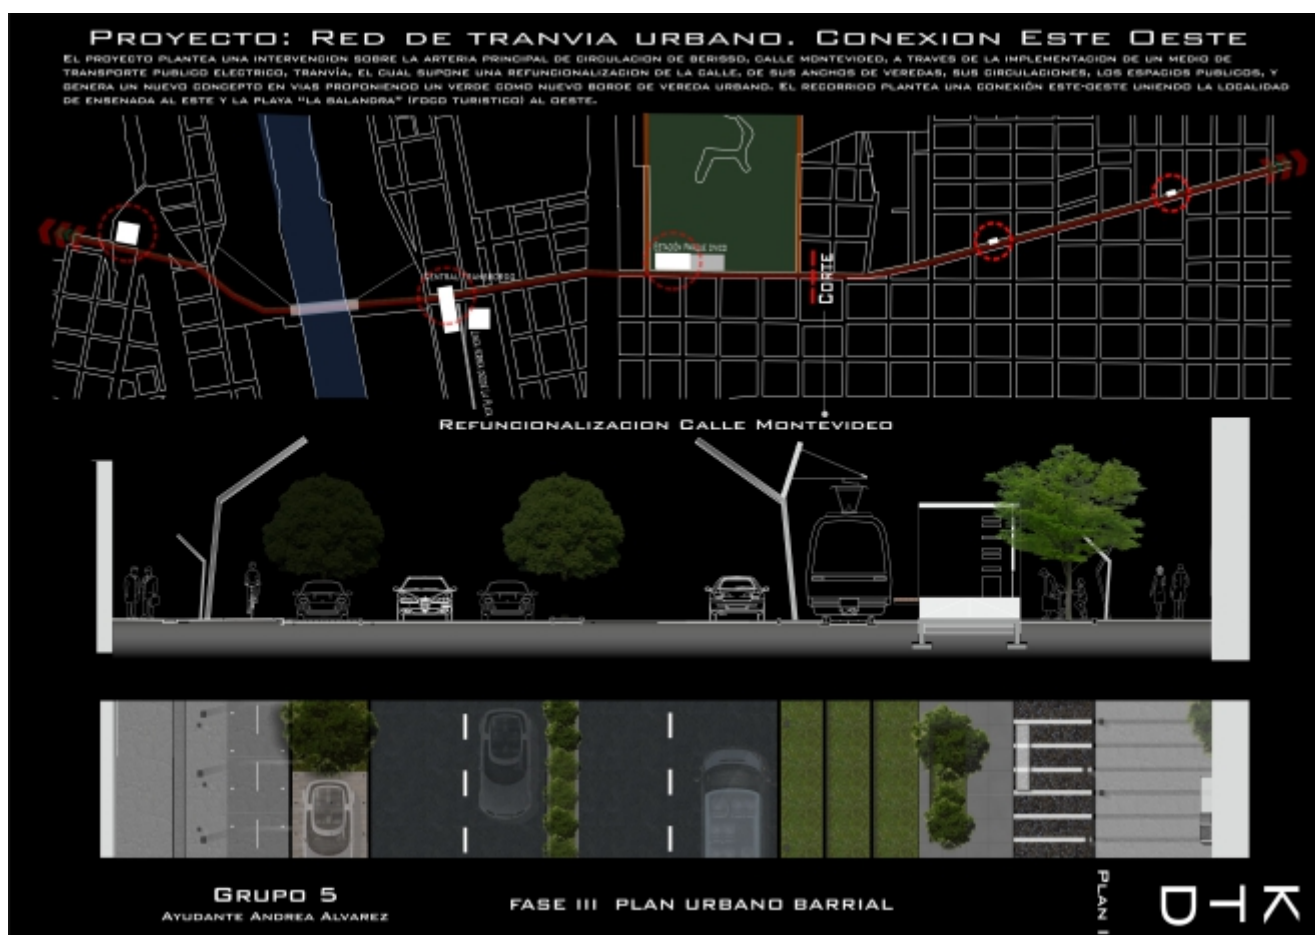 PROYECTO: RED DE TRANVIA URBANO. CONEXION ESTE OESTE
EL PROYECTO PLANTEA UNA INTERVENCION SOBRE LA ARTERIA PRINCIPAL DE CIRCULACION DE BERISSO, CALLE MONTEVIDEO, A TRAVES DE LA IMPLEMENTACION DE UN MEDIO DE
TRANSPORTE PUBLICO ELECTRICO, TRANVÍA, EL CUAL SUPONE UNA REFUNCIONALIZACION DE LA CALLE, DE SUS ANCHOS DE VEREDAS, SUS CIRCULACIONES, LOS ESPACIOS PUBLICOS, Y
GENERA UN NUEVO CONCEPTO EN VIAS PROPONIENDO UN VERDE COMO NUEVO BORDE DE VEREDA URBANO. EL RECORRIDO PLANTEA UNA CONEXIÓN ESTE-OESTE UNIENDO LA LOCALIDAD
DE ENSENADA AL ESTE Y LA PLAYA "LA BALANDRA" (FOCO TURISTICO) AL OESTE.
CENTRAL TRANSBORDO
CORTE
REFUNCIONALIZACION CALLE MONTEVIDEO
GRUPO 5
AYUDANTE ANDREA ALVAREZ
FASE III PLAN URBANO BARRIAL
PLAN I
KTD